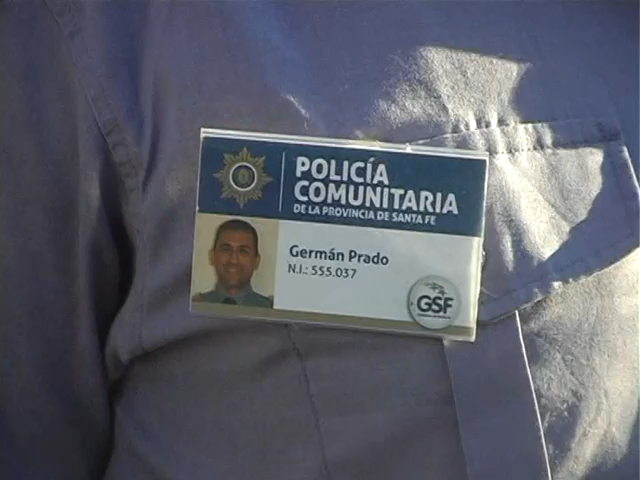 POLICÍA
COMUNITARIA
DE LA PROVINCIA DE SANTA FE
Germán Prado
N.I.: 555.037
GSF